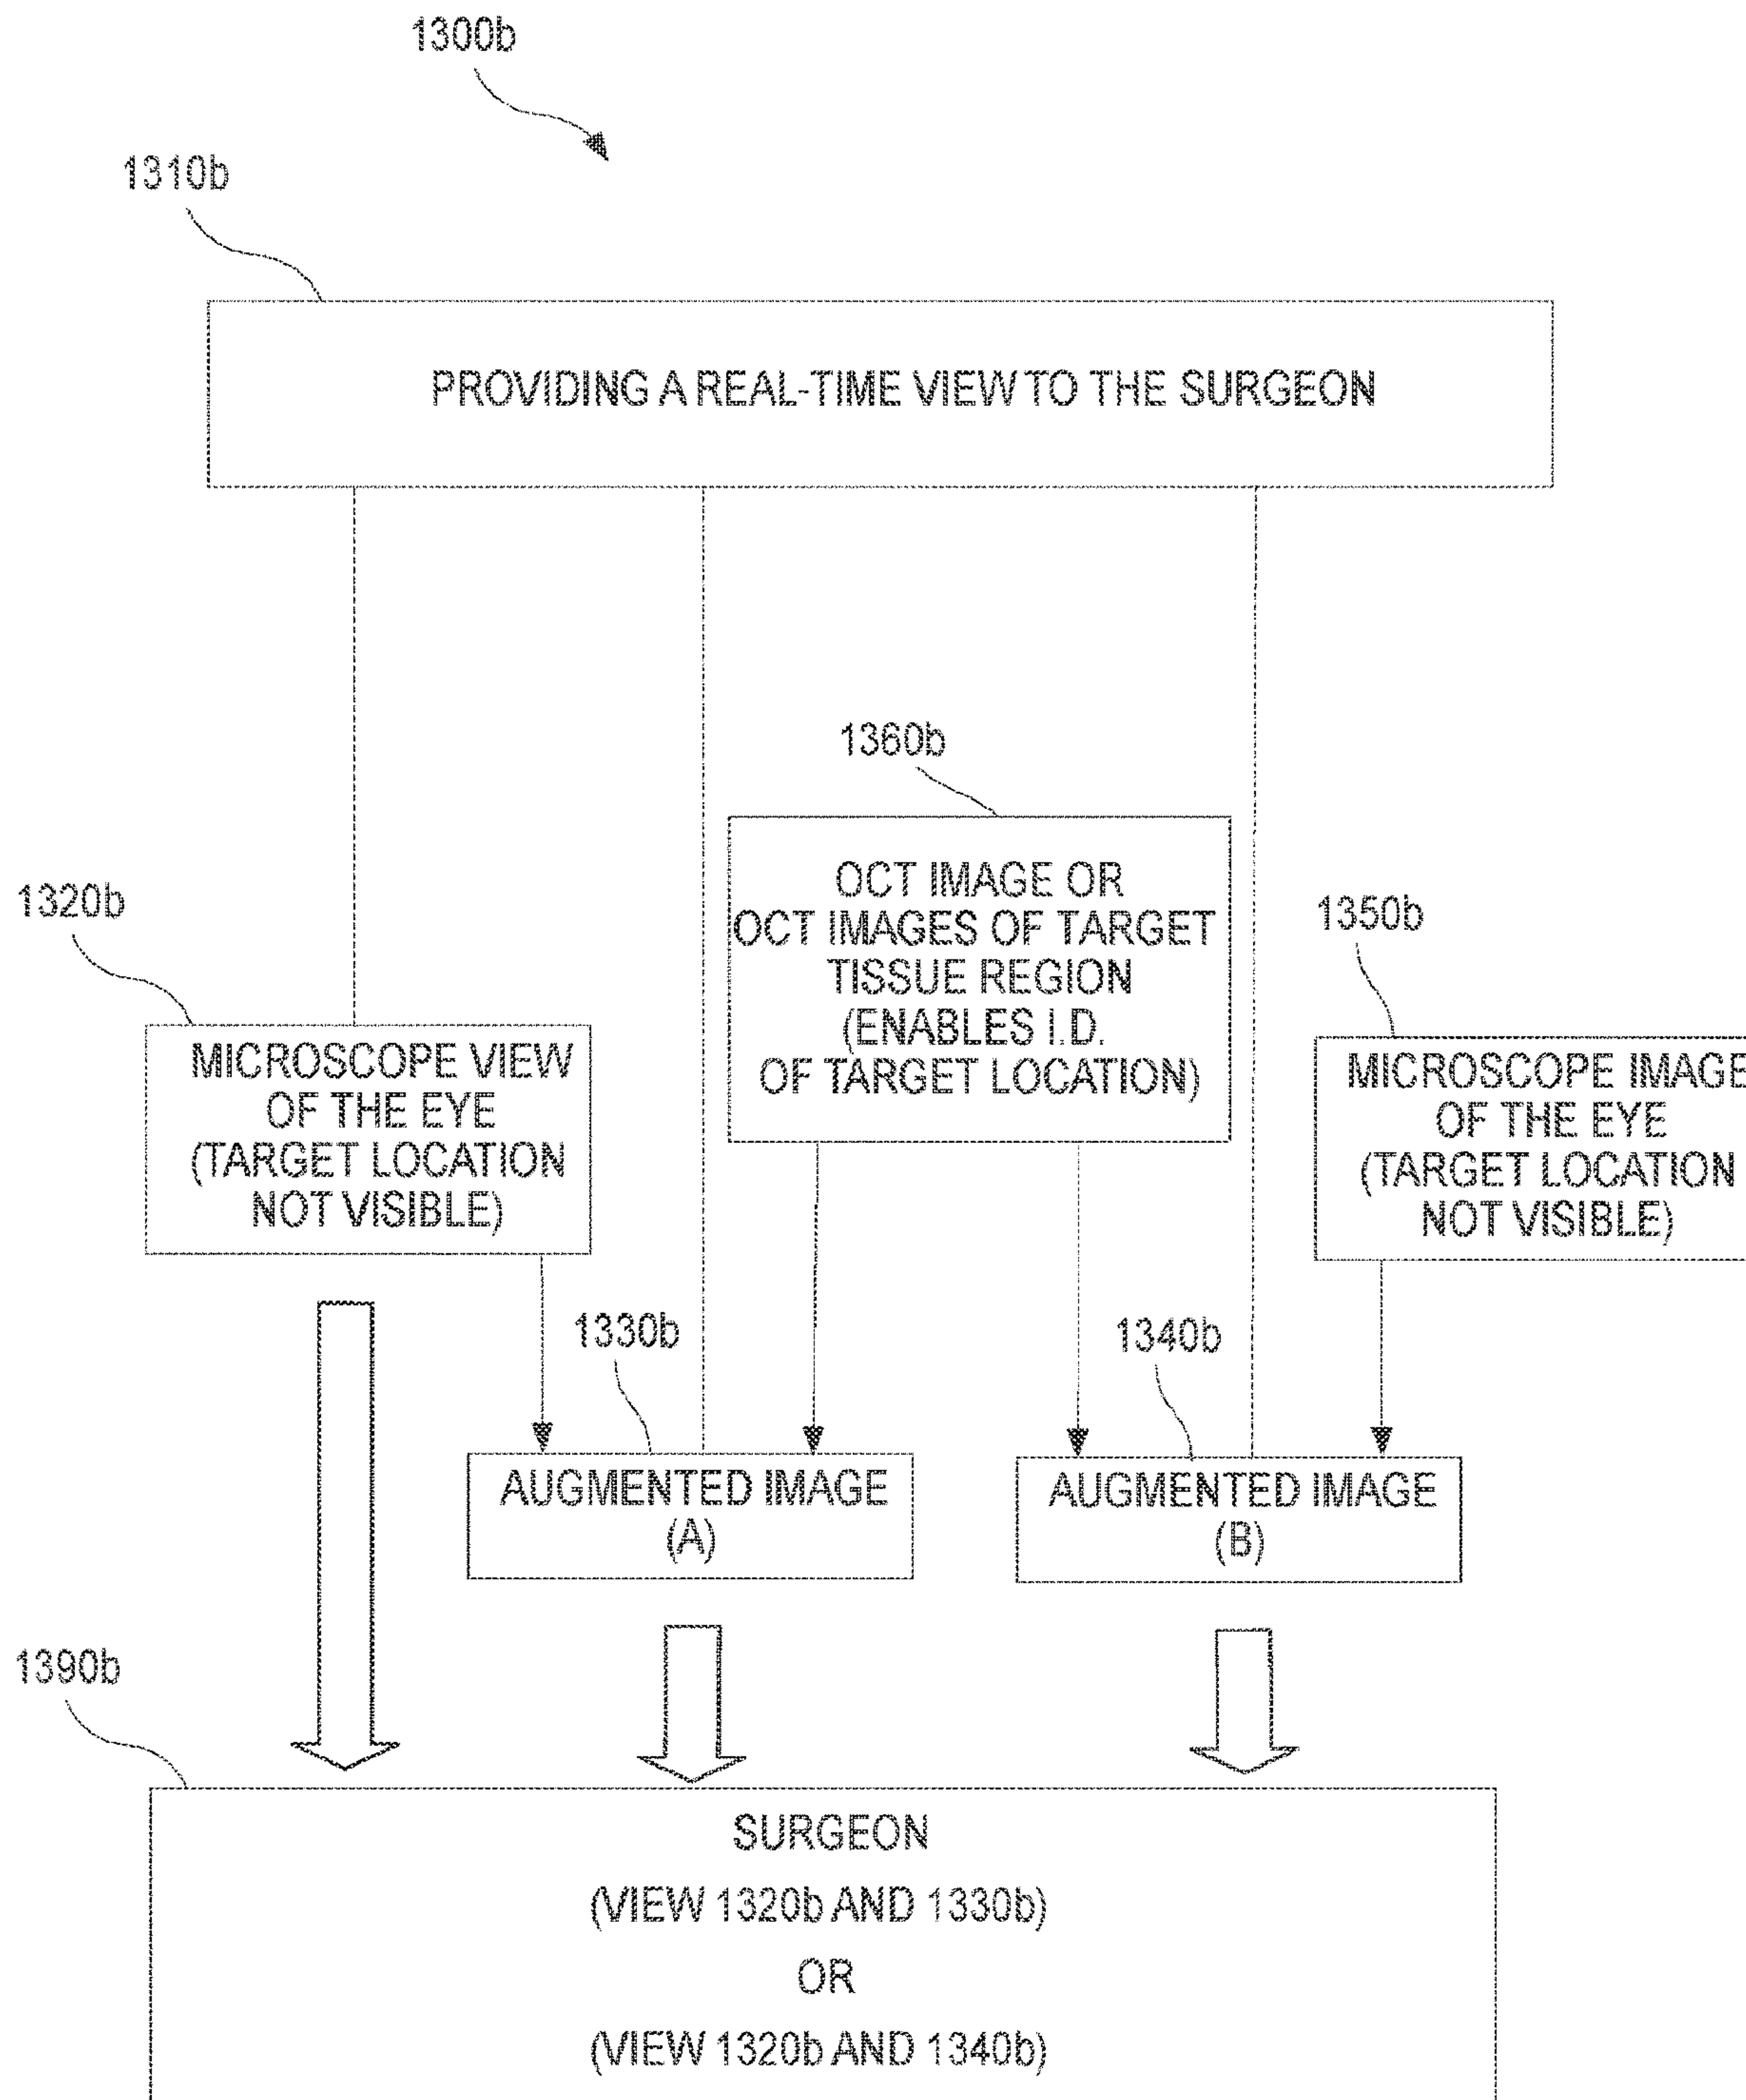 1300b
1310b
PROVIDING A REAL-TIME VIEW TO THE SURGEON
1360b
OCT IMAGE OR
OCT IMAGES OF TARGET
TISSUE REGION
(ENABLES I.D.
OF TARGET LOCATION)
1320b
MICROSCOPE VIEW
OF THE EYE
(TARGET LOCATION
NOT VISIBLE)
1350b
MICROSCOPE IMAGE
OF THE EYE
(TARGET LOCATION
NOT VISIBLE)
1330b
AUGMENTED IMAGE
(A)
1340b
AUGMENTED IMAGE
(B)
1390b
SURGEON
(VIEW 1320b AND 1330b)
OR
(VIEW 1320b AND 1340b)